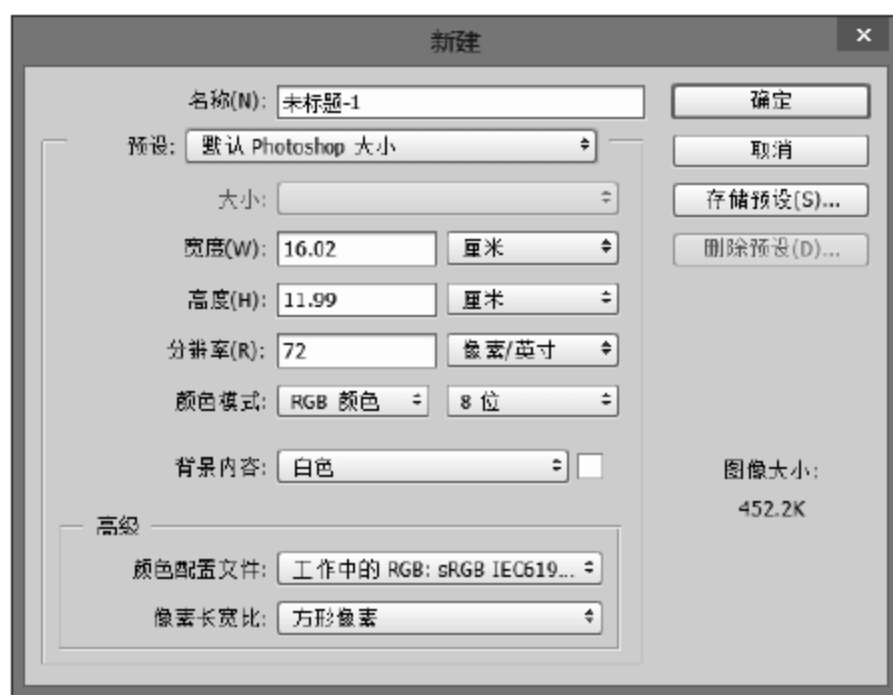 新建
×
名称(N): 未标题-1 确定
预设: 默认 Photoshop 大小 取消
大小: 存储预设(S)...
宽度(W): 16.02 厘米 删除预设(D)...
高度(H): 11.99 厘米
分辨率(R): 72 像素/英寸
颜色模式: RGB 颜色 8 位
背景内容: 白色 图像大小:
452.2K
高级
颜色配置文件: 工作中的 RGB: sRGB IEC619...
像素长宽比: 方形像素